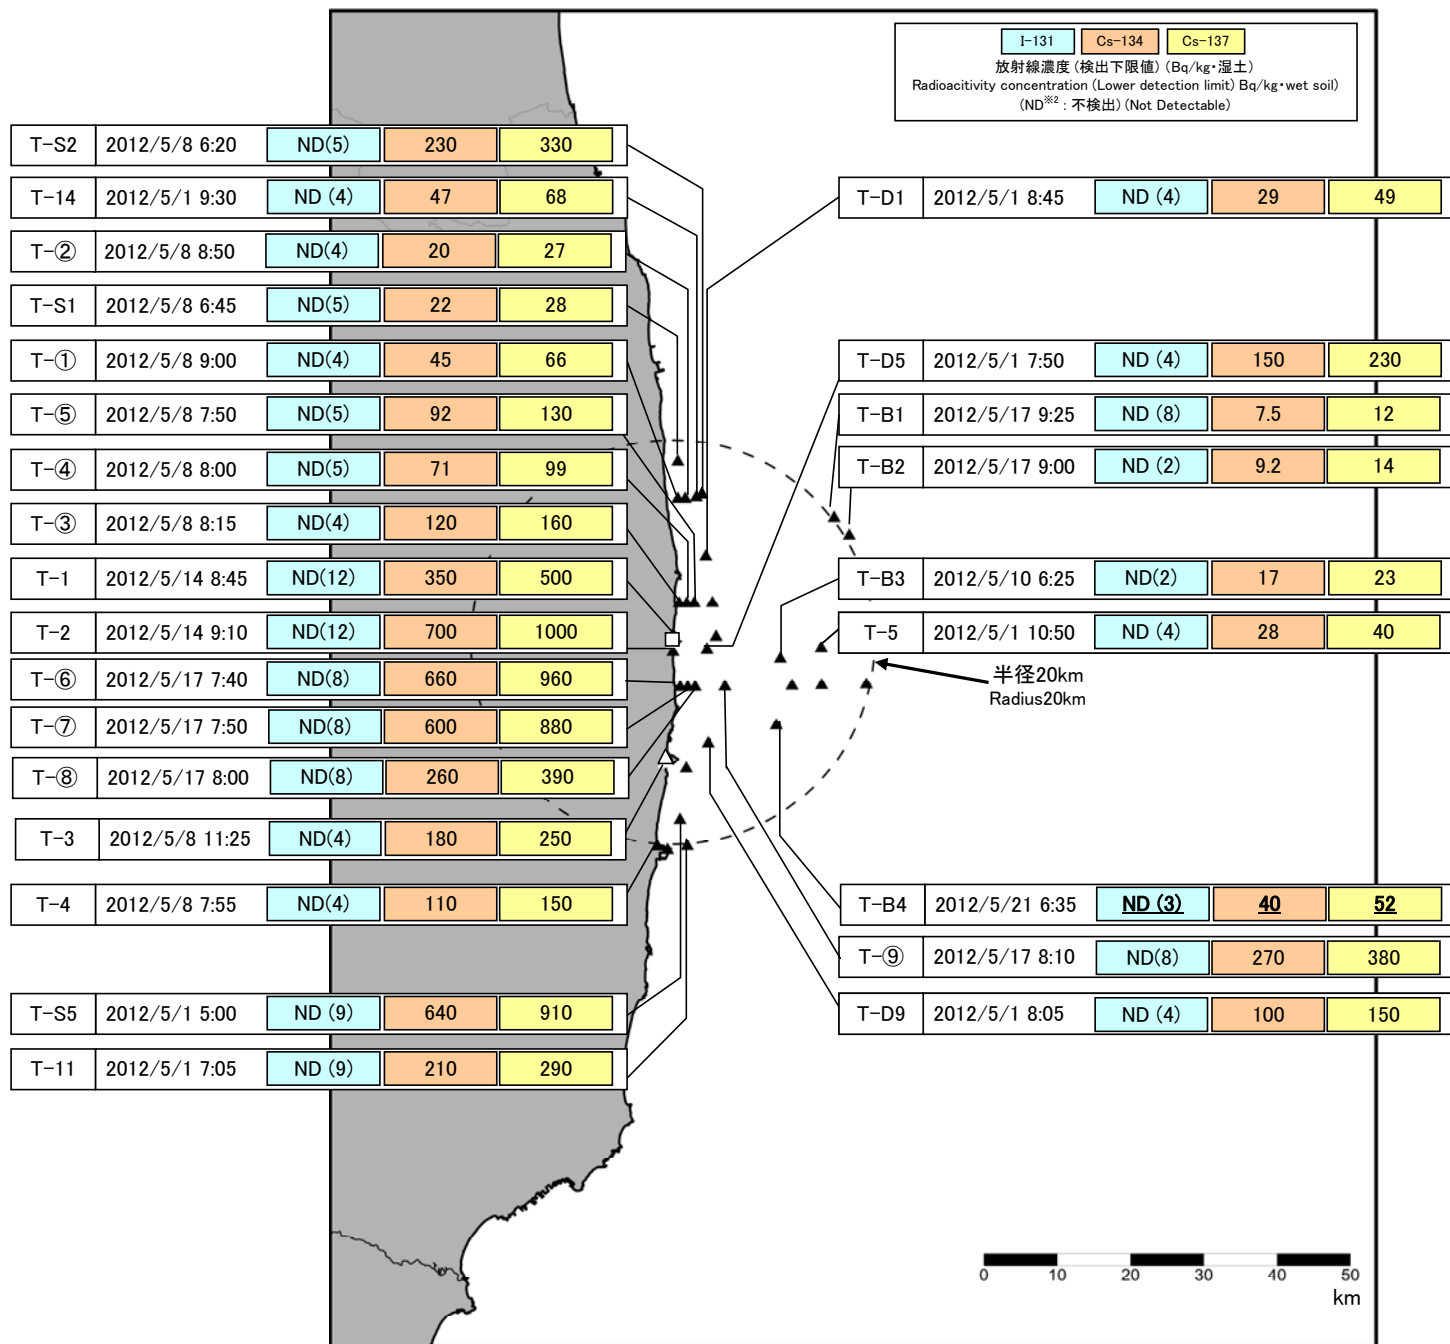 I-131 Cs-134 Cs-137
放射線濃度 (検出下限値) (Bq/kg・湿土)
Radioacitivity concentration (Lower detection limit) Bq/kg・wet soil)
(ND※2 : 不検出) (Not Detectable)
T-S2 2012/5/8 6:20 ND(5) 230 330
T-14 2012/5/1 9:30 ND (4) 47 68
T-② 2012/5/8 8:50 ND(4) 20 27
T-S1 2012/5/8 6:45 ND(5) 22 28
T-① 2012/5/8 9:00 ND(4) 45 66
T-⑤ 2012/5/8 7:50 ND(5) 92 130
T-④ 2012/5/8 8:00 ND(5) 71 99
T-③ 2012/5/8 8:15 ND(4) 120 160
T-1 2012/5/14 8:45 ND(12) 350 500
T-2 2012/5/14 9:10 ND(12) 700 1000
T-⑥ 2012/5/17 7:40 ND(8) 660 960
T-⑦ 2012/5/17 7:50 ND(8) 600 880
T-⑧ 2012/5/17 8:00 ND(8) 260 390
T-3 2012/5/8 11:25 ND(4) 180 250
T-4 2012/5/8 7:55 ND(4) 110 150
T-S5 2012/5/1 5:00 ND (9) 640 910
T-11 2012/5/1 7:05 ND (9) 210 290
T-D1 2012/5/1 8:45 ND (4) 29 49
T-D5 2012/5/1 7:50 ND (4) 150 230
T-B1 2012/5/17 9:25 ND (8) 7.5 12
T-B2 2012/5/17 9:00 ND (2) 9.2 14
T-B3 2012/5/10 6:25 ND(2) 17 23
T-5 2012/5/1 10:50 ND (4) 28 40
半径20km
Radius20km
T-B4 2012/5/21 6:35 ND (3) 40 52
T-⑨ 2012/5/17 8:10 ND(8) 270 380
T-D9 2012/5/1 8:05 ND (4) 100 150
0 10 20 30 40 50
km